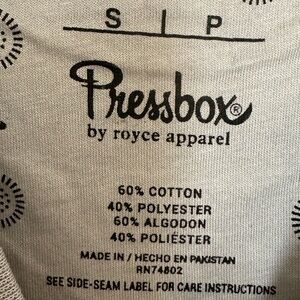 S | P
Pressbox®
by royce apparel
60% COTTON
40% POLYESTER
60% ALGODON
40% POLIÉSTER
MADE IN / HECHO EN PAKISTAN
RN74802
SEE SIDE-SEAM LABEL FOR CARE INSTRUCTIONS